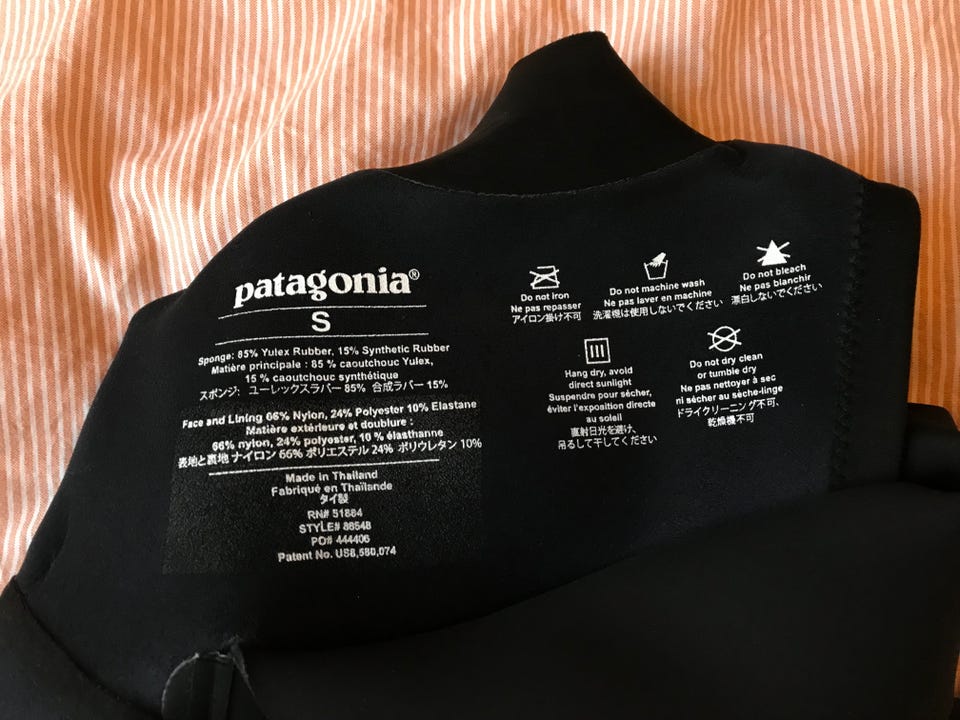 patagonia®
S
Sponge: 85% Yulex Rubber, 15% Synthetic Rubber
Matière principale : 85 % caoutchouc Yulex,
15 % caoutchouc synthétique
スポンジ: ユーレックスラバー 85% 合成ラバー 15%
Face and Lining 66% Nylon, 24% Polyester 10% Elastane
Matière extérieure et doublure :
66% nylon, 24% polyester, 10 % élasthanne
表地と裏地 ナイロン 66% ポリエステル 24% ポリウレタン 10%
Made in Thailand
Fabriqué en Thaïlande
タイ製
RN# 51884
STYLE# 86548
PO# 444406
Patent No. US8,580,074
Do not iron
Ne pas repasser
アイロン掛け不可
Do not machine wash
Ne pas laver en machine
洗濯機は使用しないでください
Do not bleach
Ne pas blanchir
漂白しないでください
Hang dry, avoid
direct sunlight
Suspendre pour sécher,
éviter l'exposition directe
au soleil
直射日光を避け、
吊るして干してください
Do not dry clean
or tumble dry
Ne pas nettoyer à sec
ni sécher au sèche-linge
ドライクリーニング不可、
乾燥機不可